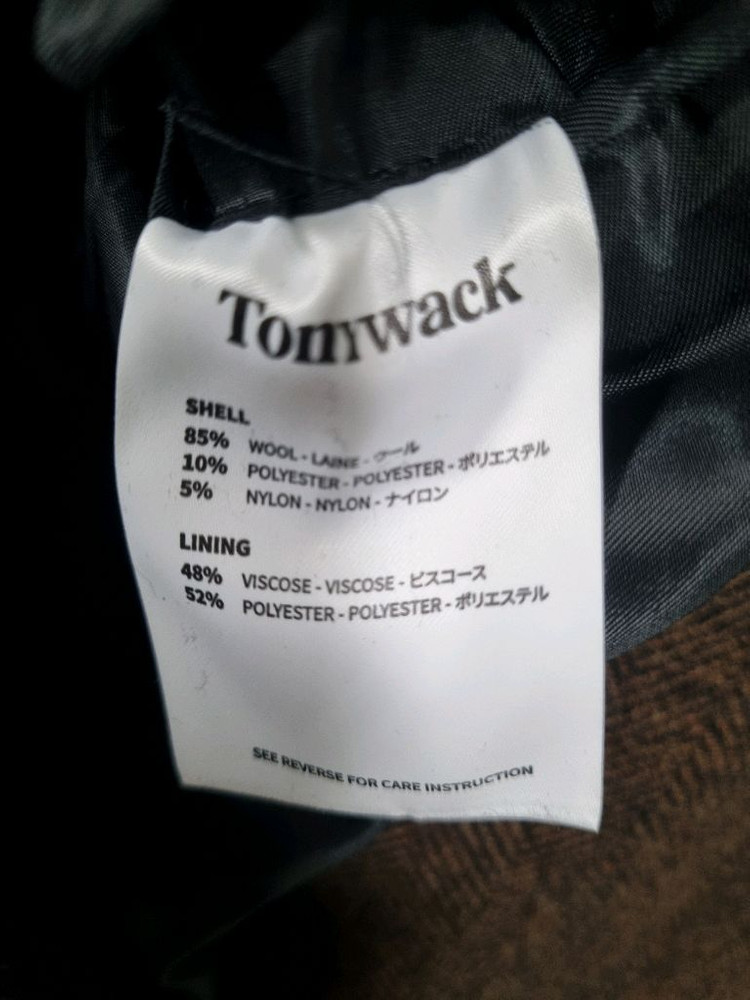 Tomwack
SHELL
85% WOOL - LAINE - ウール
10% POLYESTER - POLYESTER - ポリエステル
5% NYLON - NYLON - ナイロン
LINING
48% VISCOSE - VISCOSE - ビスコース
52% POLYESTER - POLYESTER - ポリエステル
SEE REVERSE FOR CARE INSTRUCTION